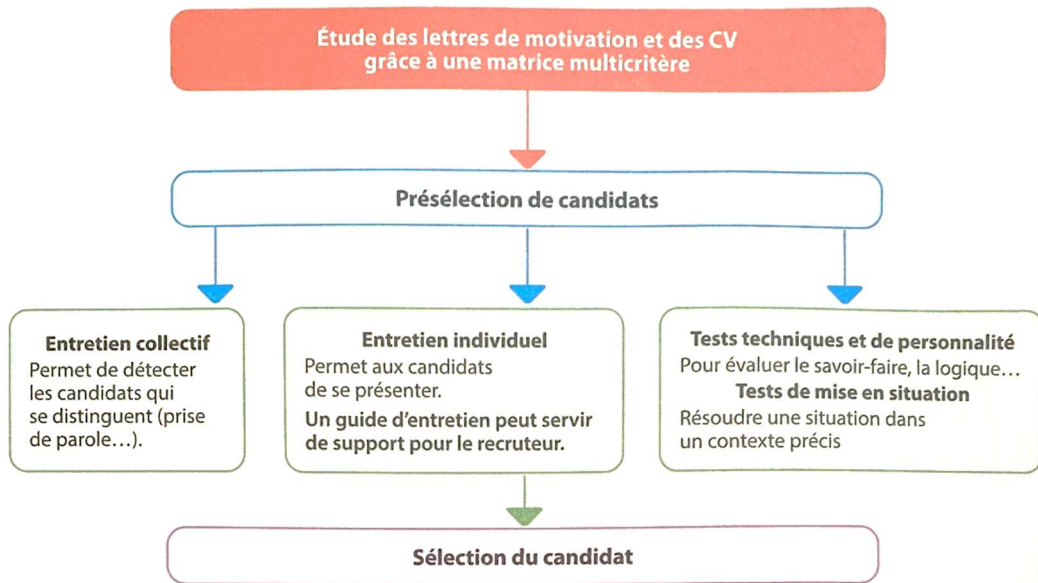 Étude des lettres de motivation et des CV
grâce à une matrice multicritère
Présélection de candidats
Entretien collectif
Permet de détecter
les candidats qui
se distinguent (prise
de parole…).
Entretien individuel
Permet aux candidats
de se présenter.
Un guide d’entretien peut servir
de support pour le recruteur.
Tests techniques et de personnalité
Pour évaluer le savoir-faire, la logique…
Tests de mise en situation
Résoudre une situation dans
un contexte précis
Sélection du candidat